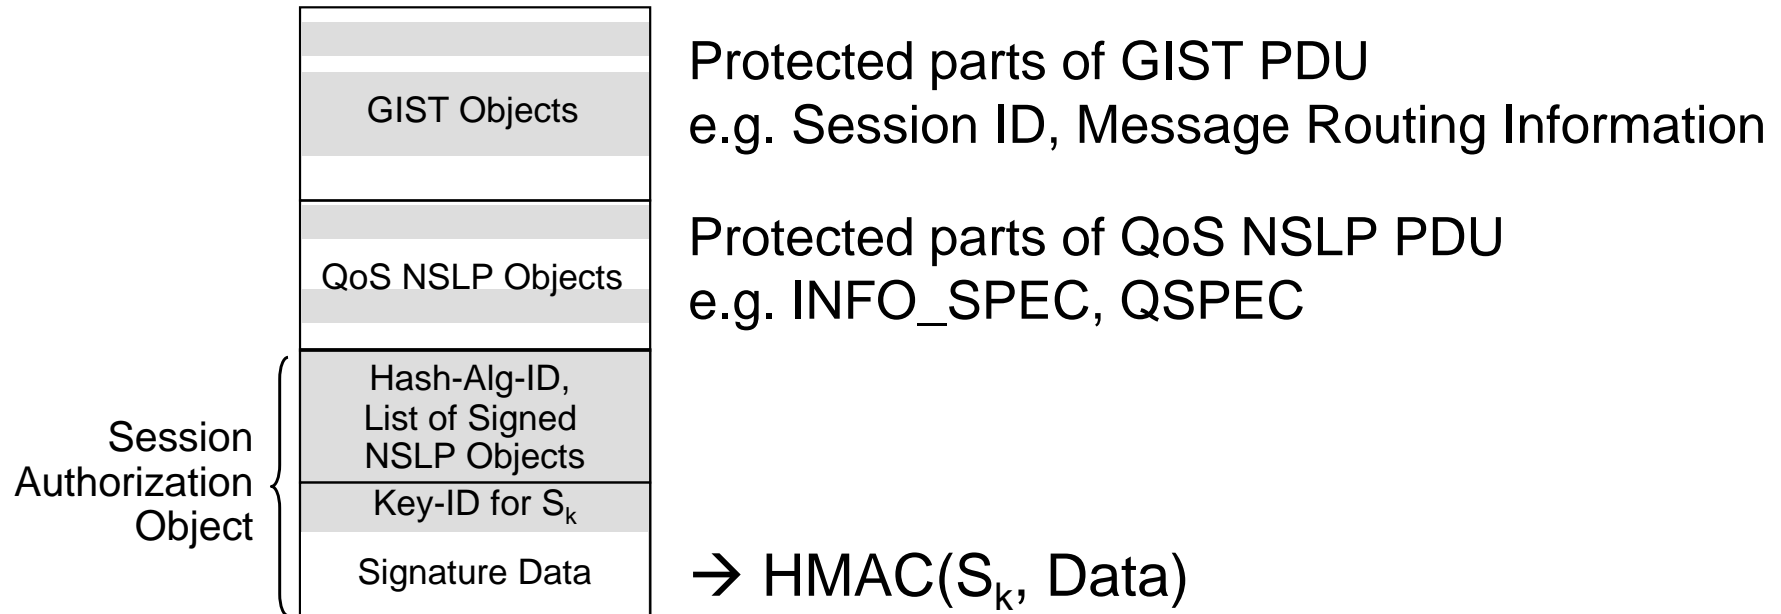 GIST Objects
Protected parts of GIST PDU
e.g. Session ID, Message Routing Information
QoS NSLP Objects
Protected parts of QoS NSLP PDU
e.g. INFO_SPEC, QSPEC
Session
Authorization
Object
Hash-Alg-ID,
List of Signed
NSLP Objects
Key-ID for Sk
Signature Data
→ HMAC(Sk, Data)